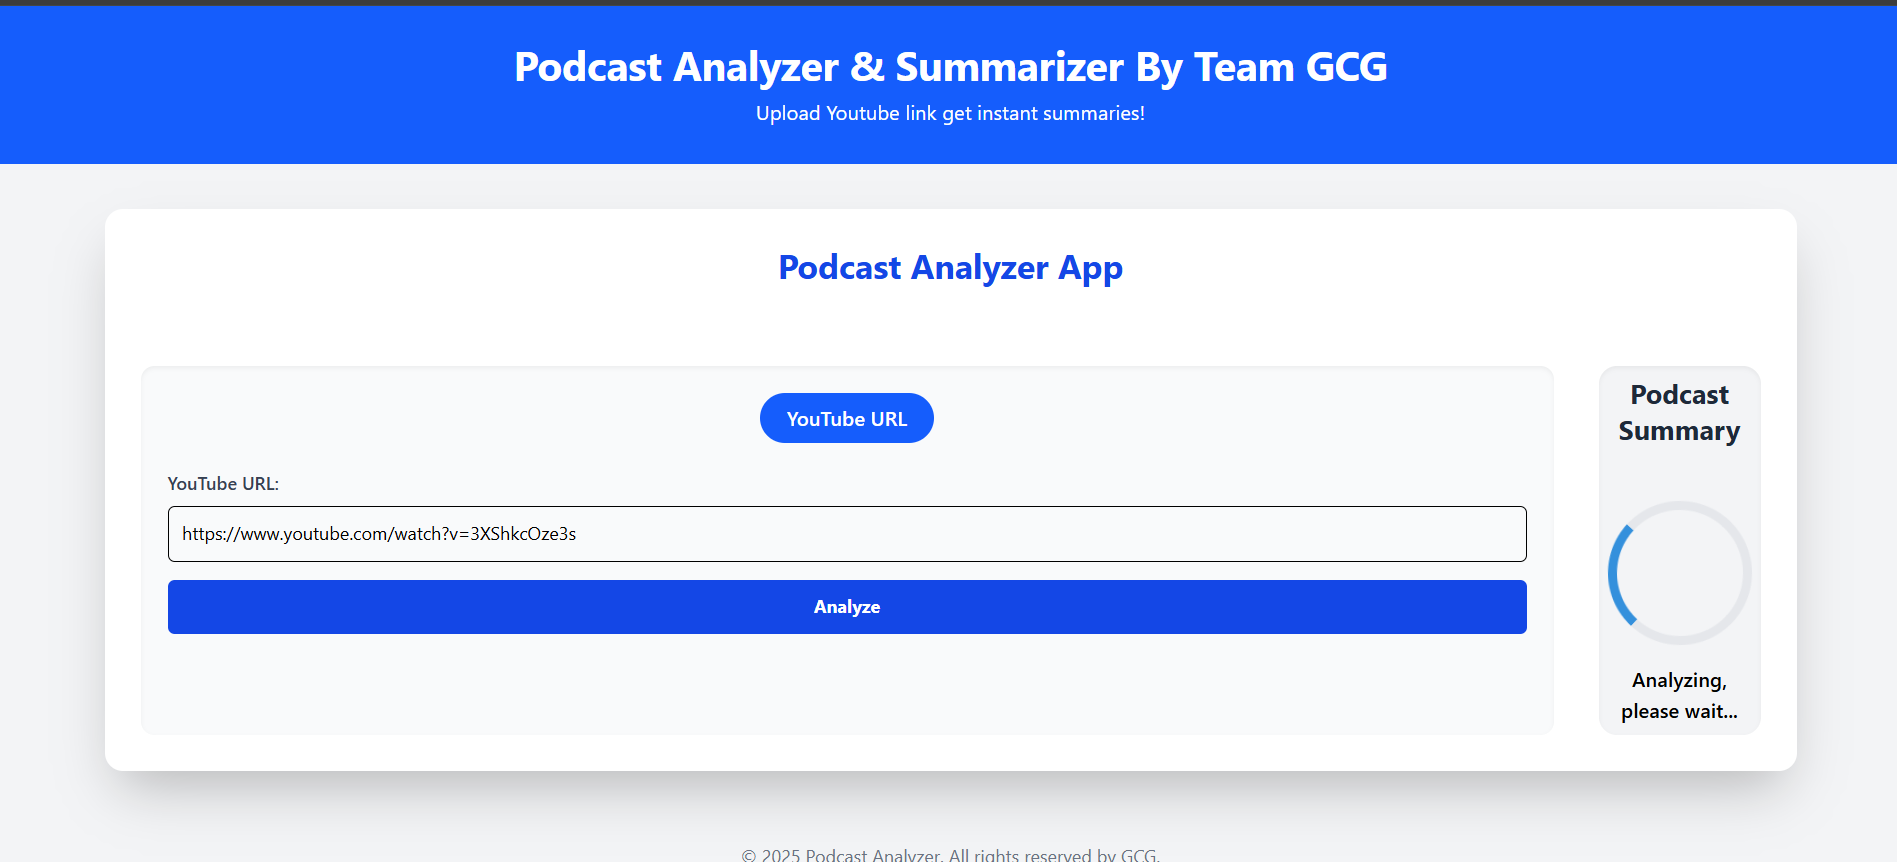 Podcast Analyzer & Summarizer By Team GCG
Upload Youtube link get instant summaries!
Podcast Analyzer App
YouTube URL
YouTube URL:
https://www.youtube.com/watch?v=3XShkcOze3s
Analyze
Podcast
Summary
Analyzing,
please wait...
© 2025 Podcast Analyzer. All rights reserved by GCG.